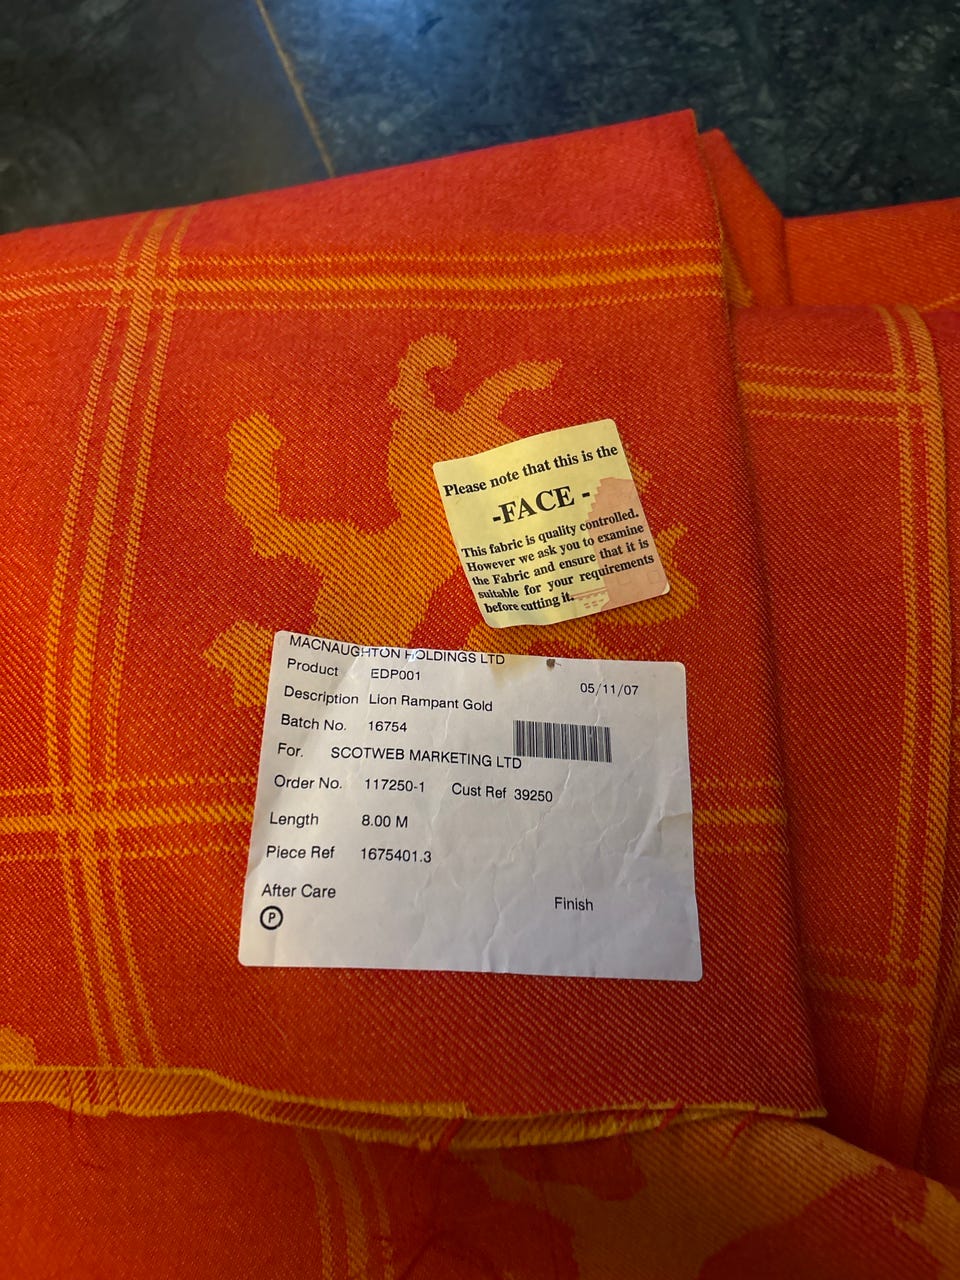 Please note that this is the
-FACE -
This fabric is quality controlled.
However we ask you to examine
the Fabric and ensure that it is
suitable for your requirements
before cutting it.
MACNAUGHTON HOLDINGS LTD
Product EDP001 05/11/07
Description Lion Rampant Gold
Batch No. 16754
For. SCOTWEB MARKETING LTD
Order No. 117250-1 Cust Ref 39250
Length 8.00 M
Piece Ref 1675401.3
After Care Finish
P